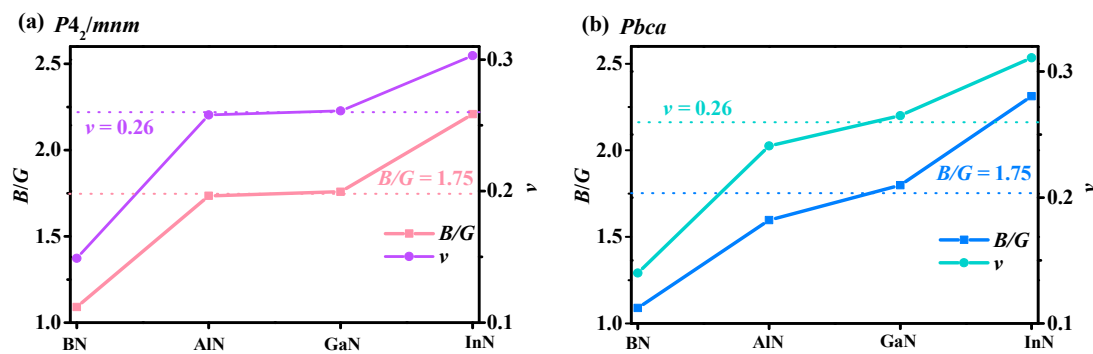 (a) P4₂/mnm
2.5
2.0
1.5
1.0
B/G
0.3
0.2
0.1
v
v = 0.26
B/G = 1.75
B/G
v
BN AlN GaN InN
(b) Pbca
2.5
2.0
1.5
1.0
B/G
0.3
0.2
0.1
v
v = 0.26
B/G = 1.75
B/G
v
BN AlN GaN InN